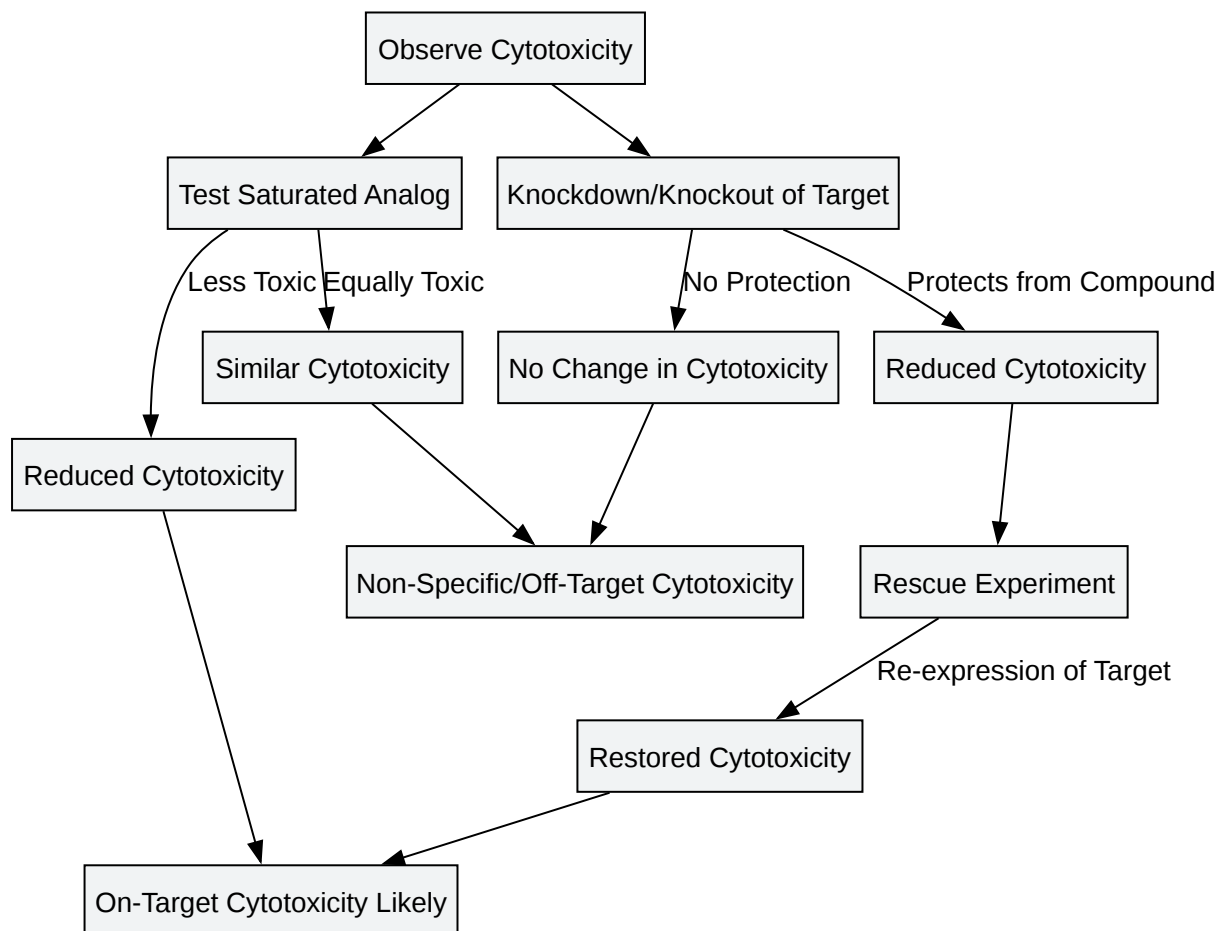 Observe Cytotoxicity
Test Saturated Analog
Knockdown/Knockout of Target
Less Toxic
Equally Toxic
No Protection
Protects from Compound
Similar Cytotoxicity
No Change in Cytotoxicity
Reduced Cytotoxicity
Reduced Cytotoxicity
Non-Specific/Off-Target Cytotoxicity
Rescue Experiment
Re-expression of Target
Restored Cytotoxicity
On-Target Cytotoxicity Likely